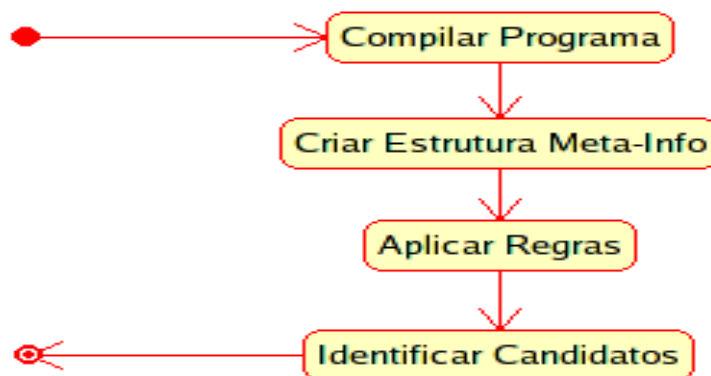 Compilar Programa
Criar Estrutura Meta-Info
Aplicar Regras
Identificar Candidatos